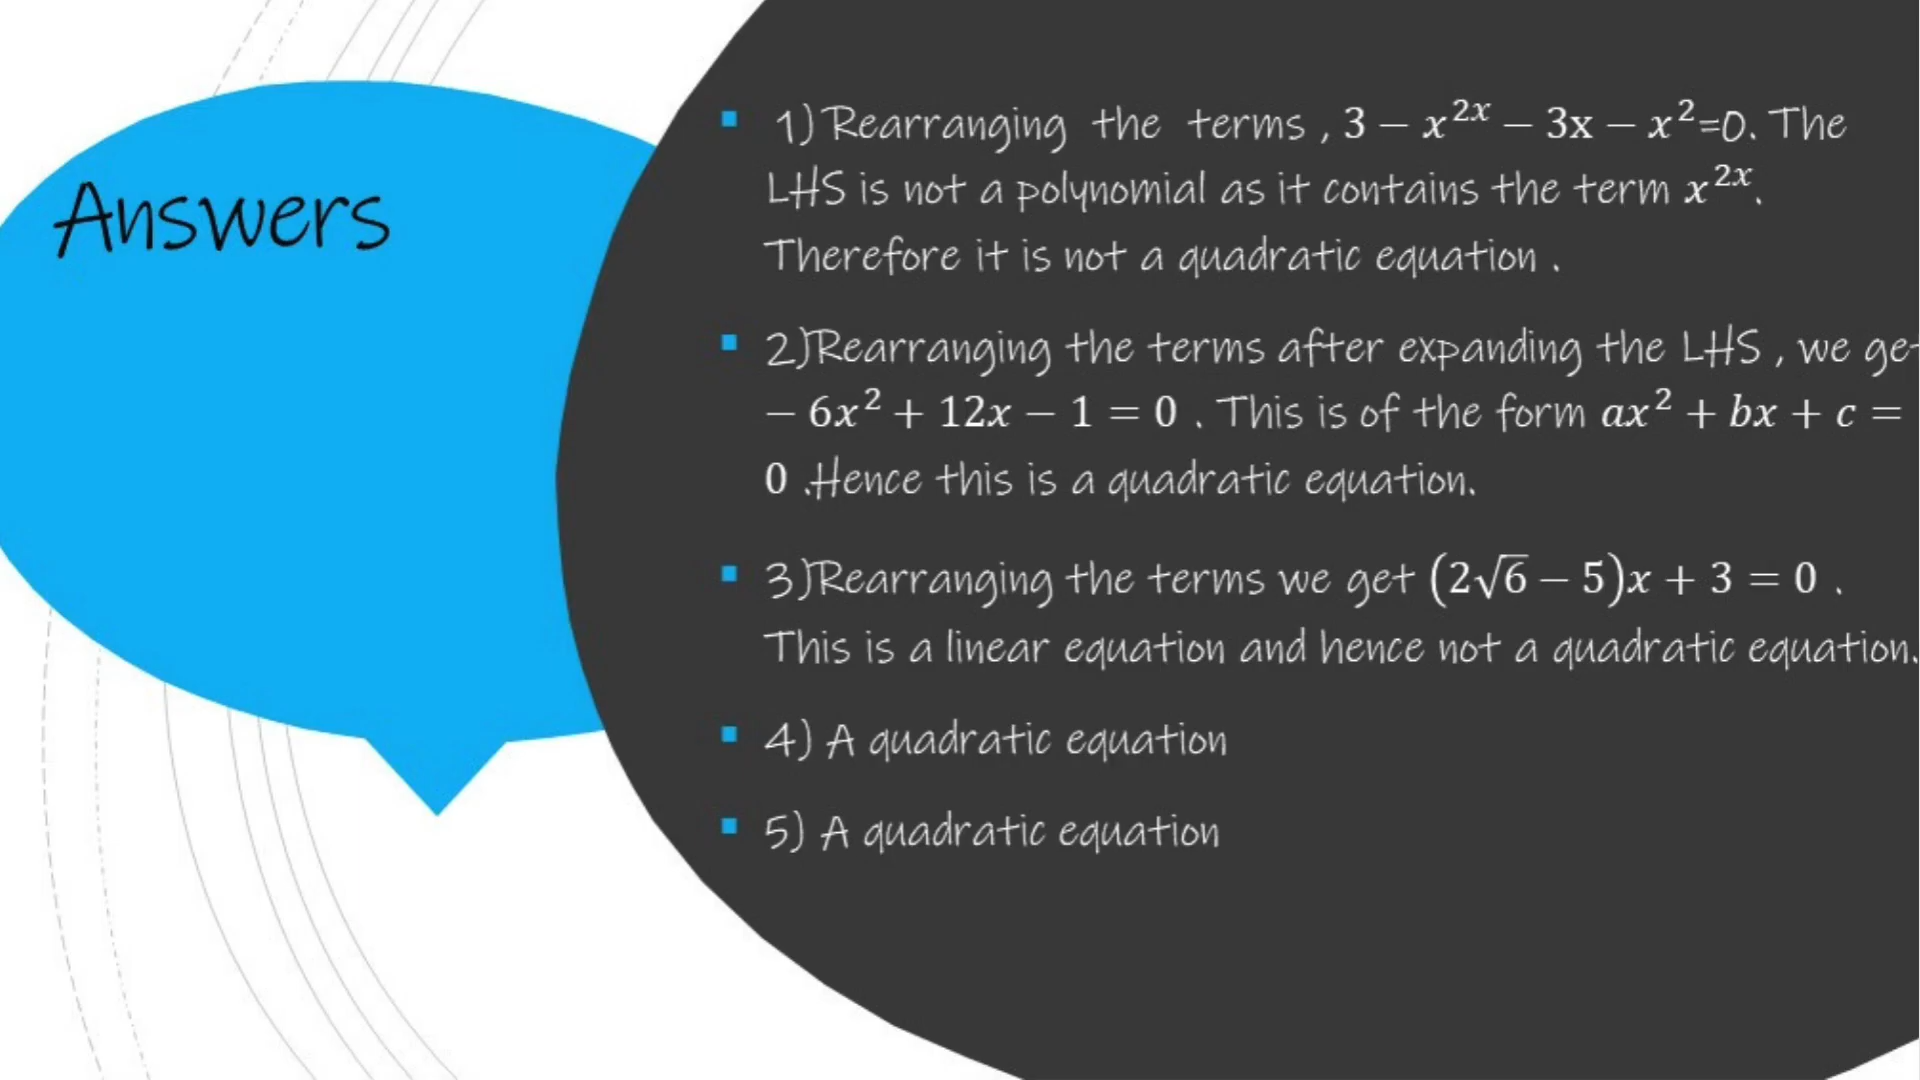 Answers
1) Rearranging the terms , 3 − x^{2x} − 3x − x^2=0. The
LHS is not a polynomial as it contains the term x^{2x}.
Therefore it is not a quadratic equation .
2)Rearranging the terms after expanding the LHS , we get
− 6x^2 + 12x − 1 = 0 . This is of the form ax^2 + bx + c =
0 .Hence this is a quadratic equation.
3)Rearranging the terms we get (2√6 − 5)x + 3 = 0 .
This is a linear equation and hence not a quadratic equation.
4) A quadratic equation
5) A quadratic equation